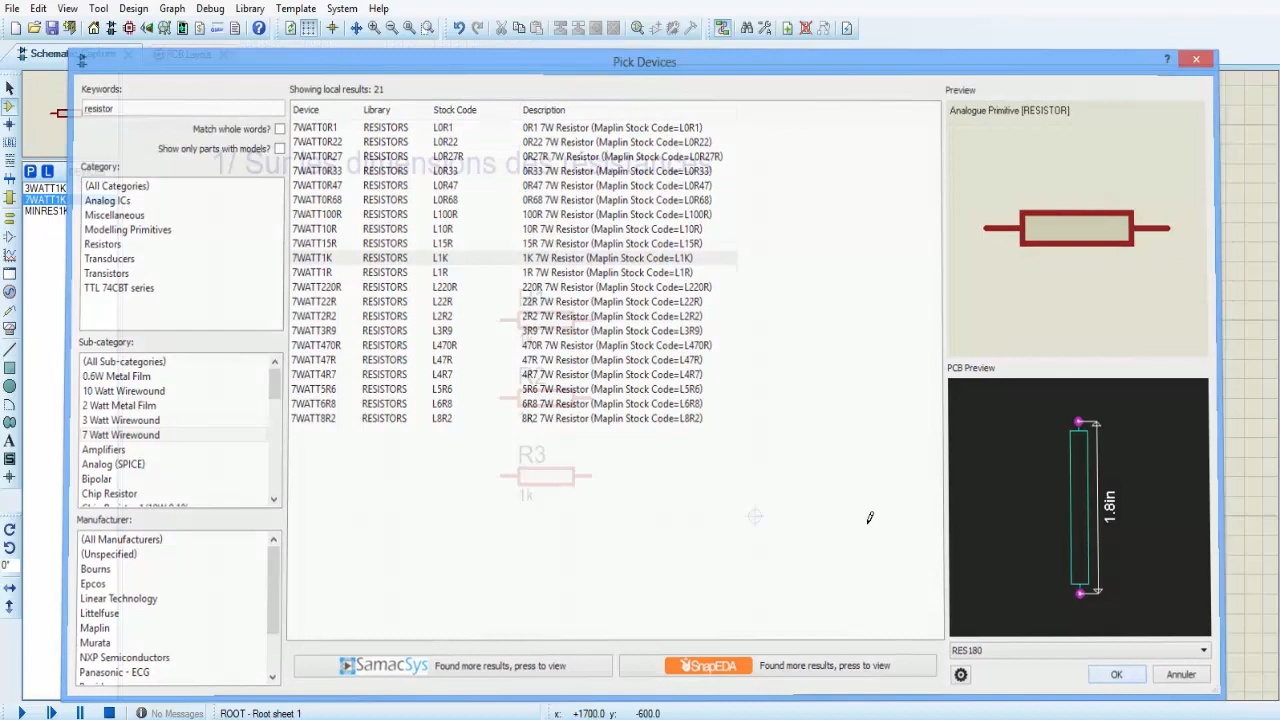 File Edit View Tool Design Graph Debug Library Template System Help
Schematic Capture PCB Layout
Pick Devices
Keywords:
resistor
Match whole words?
Show only parts with models?
Category:
(All Categories)
Analog ICs
Miscellaneous
Modelling Primitives
Resistors
Transducers
Transistors
TTL 74CBT series
Sub-category:
(All Sub-categories)
0.6W Metal Film
10 Watt Wirewound
2 Watt Metal Film
3 Watt Wirewound
7 Watt Wirewound
Amplifiers
Analog (SPICE)
Bipolar
Chip Resistor
Chip Resistor 1/10W 0.1%
Manufacturer:
(All Manufacturers)
(Unspecified)
Bourns
Epcos
Linear Technology
Littelfuse
Maplin
Murata
NXP Semiconductors
Panasonic - ECG
P L
3WATT1K
7WATT1K
MINRES1K
Showing local results: 21
Device Library Stock Code Description
7WATT0R1 RESISTORS L0R1 0R1 7W Resistor (Maplin Stock Code=L0R1)
7WATT0R22 RESISTORS L0R22 0R22 7W Resistor (Maplin Stock Code=L0R22)
7WATT0R27 RESISTORS L0R27R 0R27R 7W Resistor (Maplin Stock Code=L0R27R)
7WATT0R33 RESISTORS L0R33 0R33 7W Resistor (Maplin Stock Code=L0R33)
7WATT0R47 RESISTORS L0R47 0R47 7W Resistor (Maplin Stock Code=L0R47)
7WATT0R68 RESISTORS L0R68 0R68 7W Resistor (Maplin Stock Code=L0R68)
7WATT100R RESISTORS L100R 100R 7W Resistor (Maplin Stock Code=L100R)
7WATT10R RESISTORS L10R 10R 7W Resistor (Maplin Stock Code=L10R)
7WATT15R RESISTORS L15R 15R 7W Resistor (Maplin Stock Code=L15R)
7WATT1K RESISTORS L1K 1K 7W Resistor (Maplin Stock Code=L1K)
7WATT1R RESISTORS L1R 1R 7W Resistor (Maplin Stock Code=L1R)
7WATT220R RESISTORS L220R 220R 7W Resistor (Maplin Stock Code=L220R)
7WATT22R RESISTORS L22R 22R 7W Resistor (Maplin Stock Code=L22R)
7WATT2R2 RESISTORS L2R2 2R2 7W Resistor (Maplin Stock Code=L2R2)
7WATT3R9 RESISTORS L3R9 3R9 7W Resistor (Maplin Stock Code=L3R9)
7WATT470R RESISTORS L470R 470R 7W Resistor (Maplin Stock Code=L470R)
7WATT47R RESISTORS L47R 47R 7W Resistor (Maplin Stock Code=L47R)
7WATT4R7 RESISTORS L4R7 4R7 7W Resistor (Maplin Stock Code=L4R7)
7WATT5R6 RESISTORS L5R6 5R6 7W Resistor (Maplin Stock Code=L5R6)
7WATT6R8 RESISTORS L6R8 6R8 7W Resistor (Maplin Stock Code=L6R8)
7WATT8R2 RESISTORS L8R2 8R2 7W Resistor (Maplin Stock Code=L8R2)
1/ Sur les dimensions des
R2
R3
1k
SamacSys Found more results, press to view
SnapEDA Found more results, press to view
Preview
Analogue Primitive [RESISTOR]
PCB Preview
1.8in
RES180
OK Annuler
0°
No Messages ROOT - Root sheet 1 x: +1700.0 y: -600.0